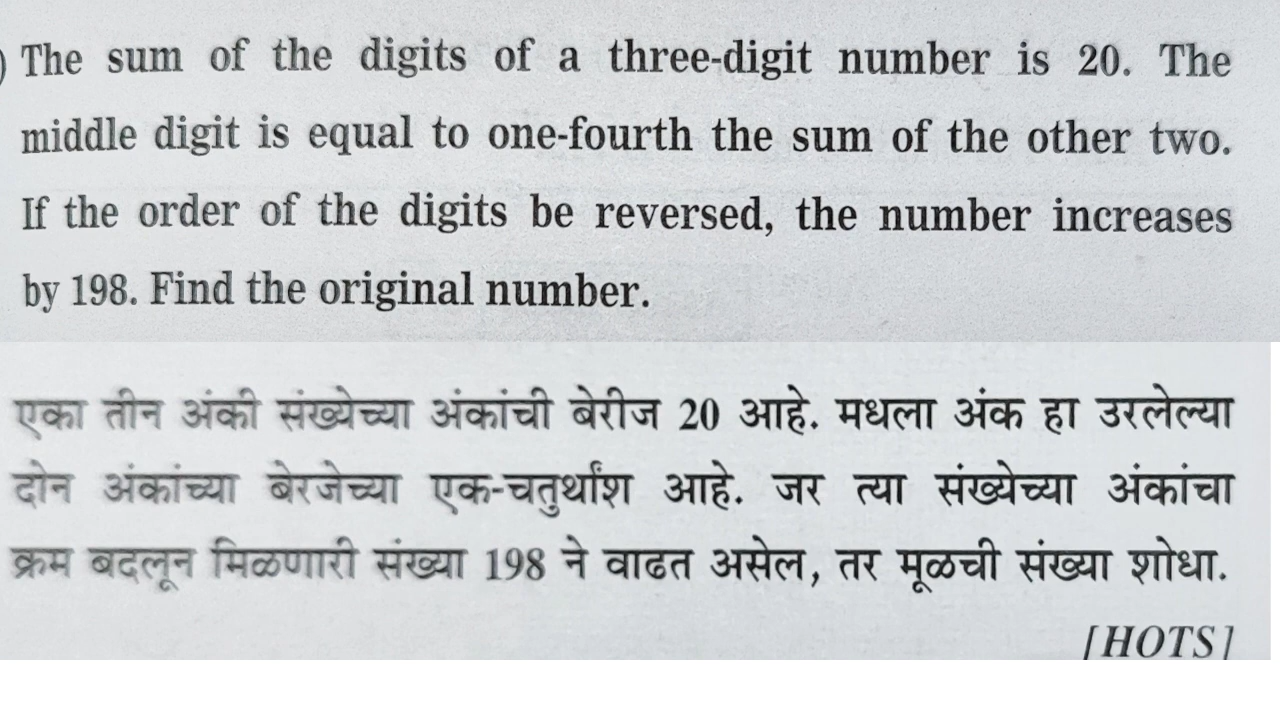 ) The sum of the digits of a three-digit number is 20. The
middle digit is equal to one-fourth the sum of the other two.
If the order of the digits be reversed, the number increases
by 198. Find the original number.
एका तीन अंकी संख्येच्या अंकांची बेरीज 20 आहे. मधला अंक हा उरलेल्या
दोन अंकांच्या बेरजेच्या एक-चतुर्थांश आहे. जर त्या संख्येच्या अंकांचा
क्रम बदलून मिळणारी संख्या 198 ने वाढत असेल, तर मूळची संख्या शोधा.
[HOTS]